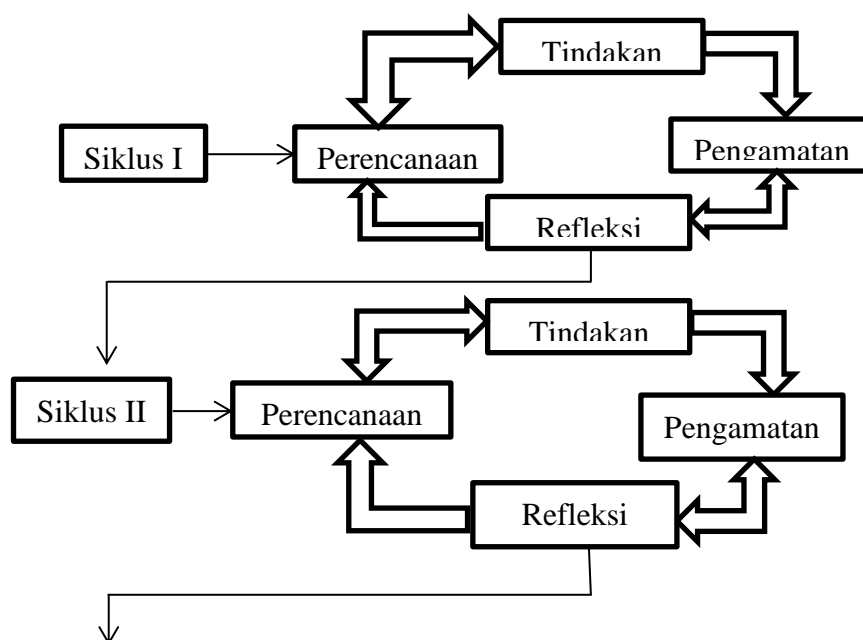 Tindakan
Siklus I
Perencanaan
Pengamatan
Refleksi
Tindakan
Siklus II
Perencanaan
Pengamatan
Refleksi